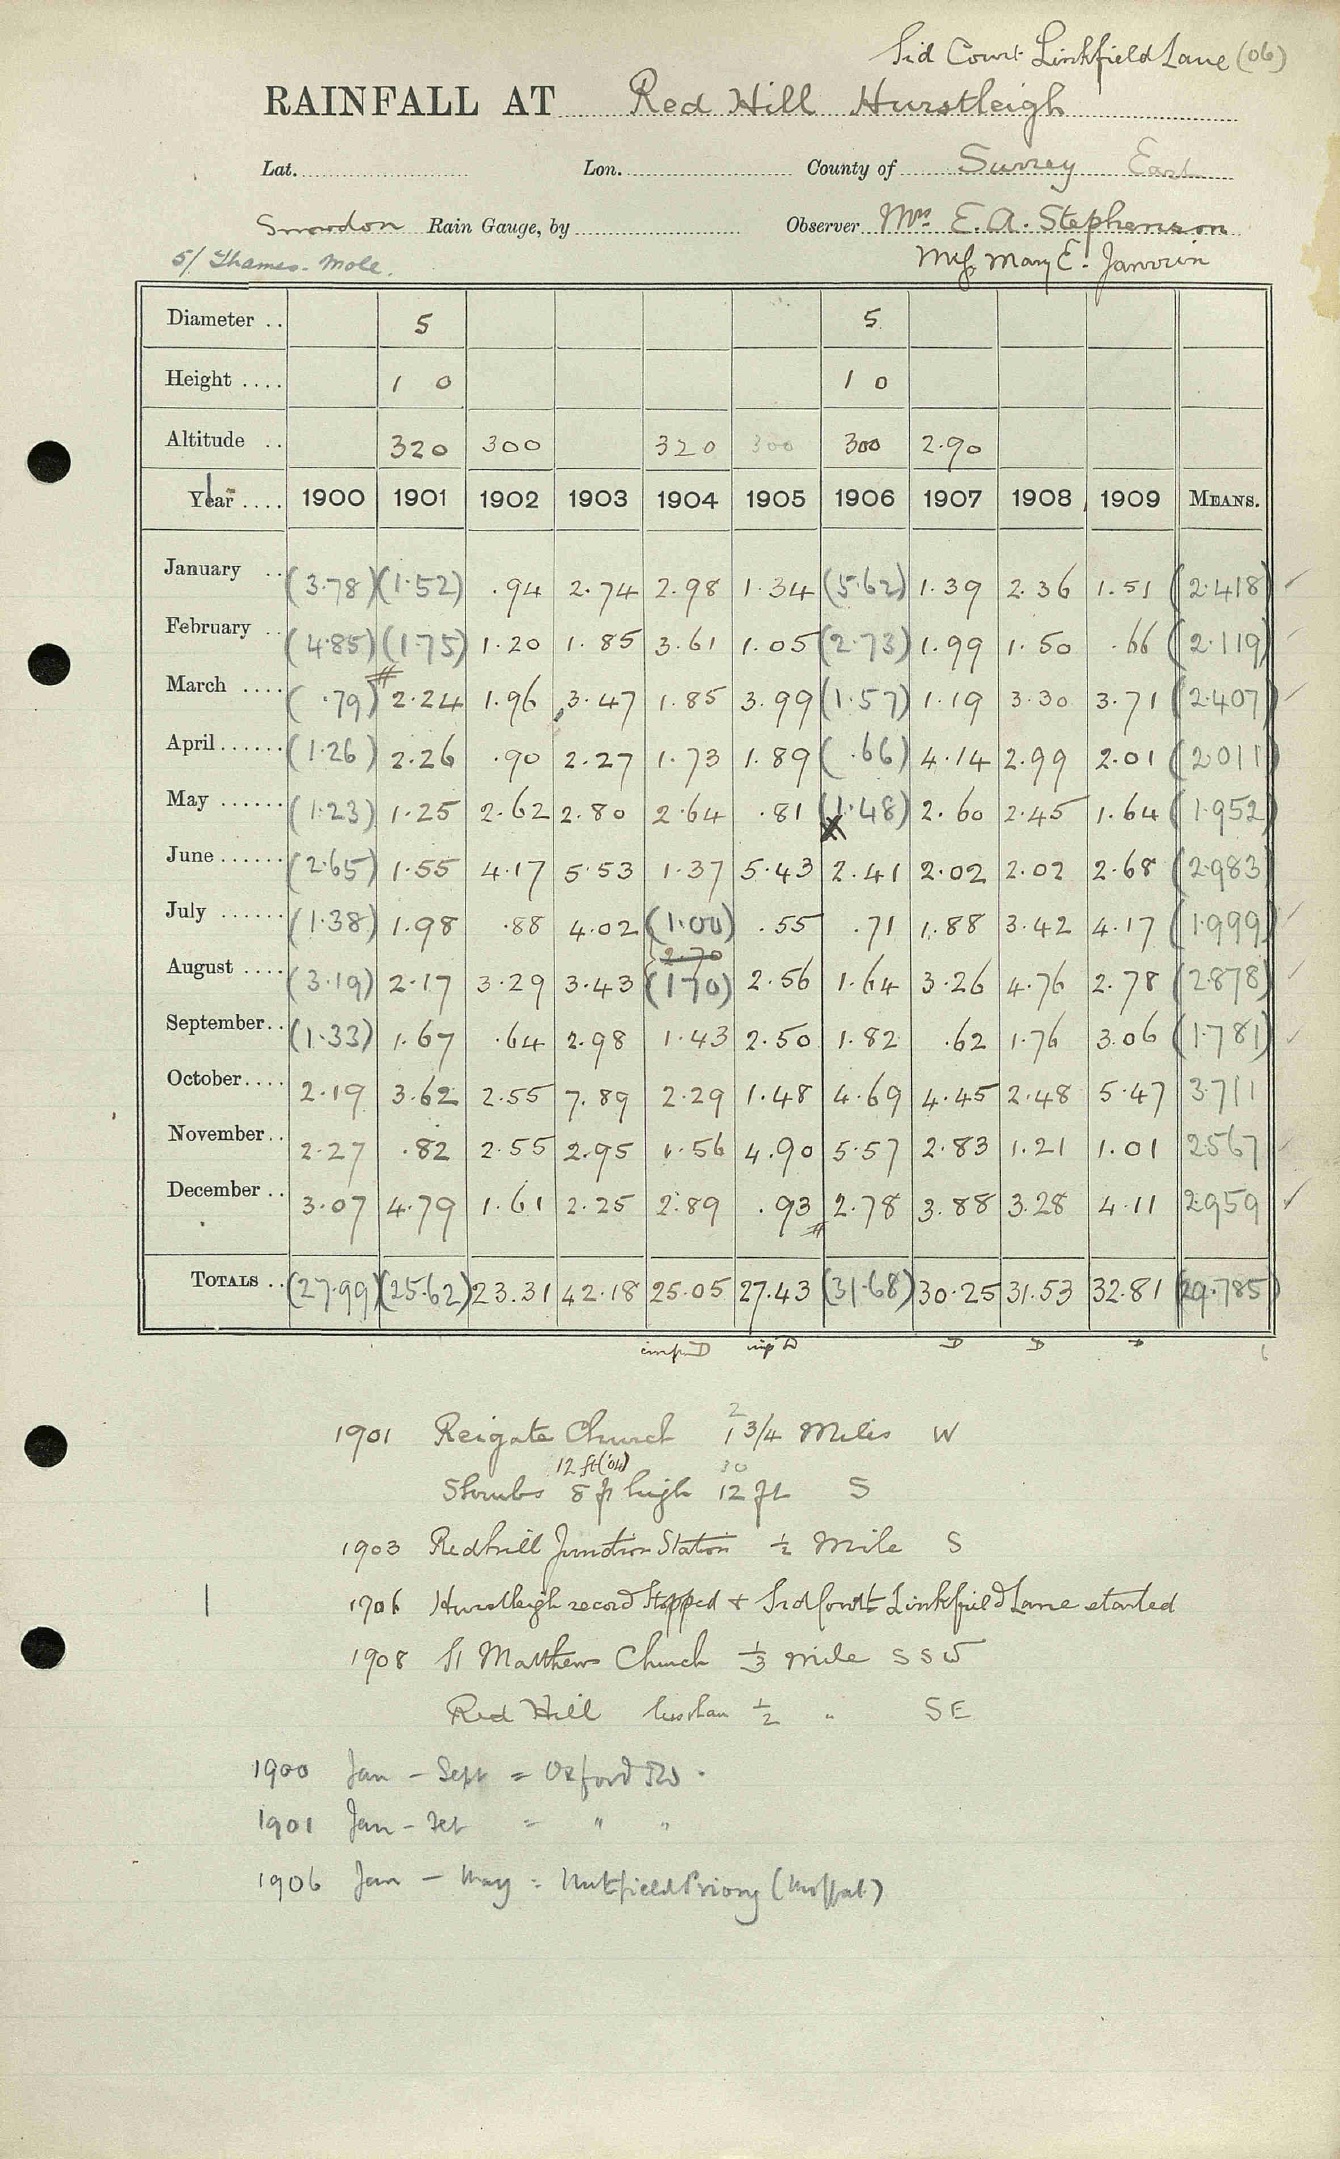 Sid Court Linkfield Lane (06)
RAINFALL AT Red Hill Hurstleigh
Lat. Lon. County of Surrey East
Snowdon Rain Gauge, by Observer Mrs E. A. Stephenson
5/ Thames-Mole. Miss Mary E. Janvrin
Diameter .. 5 5
Height .... 1 0 1 0
Altitude .. 320 300 320 300 300 2.90
Year .... 1900 1901 1902 1903 1904 1905 1906 1907 1908 1909 MEANS.
January .. (3.78) (1.52) .94 2.74 2.98 1.34 (5.62) 1.39 2.36 1.51 (2.418)
February .. (4.85) (1.75) 1.20 1.85 3.61 1.05 (2.73) 1.99 1.50 .66 (2.119)
March .... (.79) # 2.24 1.96 3.47 1.85 3.99 (1.57) 1.19 3.30 3.71 (2.407)
April ...... (1.26) 2.26 .90 2.27 1.73 1.89 (.66) 4.14 2.99 2.01 (2.011)
May ...... (1.23) 1.25 2.62 2.80 2.64 .81 (1.48) 2.60 2.45 1.64 (1.952)
June ...... (2.65) 1.55 4.17 5.53 1.37 5.43 2.41 2.02 2.02 2.68 (2.983)
July ...... (1.38) 1.98 .88 4.02 (1.00) .55 .71 1.88 3.42 4.17 (1.999)
2.70
August .... (3.19) 2.17 3.29 3.43 (1.70) 2.56 1.64 3.26 4.76 2.78 (2.878)
September .. (1.33) 1.67 .64 2.98 1.43 2.50 1.82 .62 1.76 3.06 (1.781)
October .... 2.19 3.62 2.55 7.89 2.29 1.48 4.69 4.45 2.48 5.47 3.711
November .. 2.27 .82 2.55 2.95 1.56 4.90 5.57 2.83 1.21 1.01 2.567
December .. 3.07 4.79 1.61 2.25 2.89 .93 # 2.78 3.88 3.28 4.11 2.959
TOTALS .. (27.99) (25.62) 23.31 42.18 25.05 27.43 (31.68) 30.25 31.53 32.81 (29.785)
imp D imp D D D D 6
2
1901 Reigate Church 1 3/4 Miles W
12 ft ('04) 30
Shrubs 8 ft high 12 ft S
1903 Redhill Junction Station ½ Mile S
1906 Hurstleigh record stopped + Sid Court Linkfield Lane started
1908 St Matthews Church ⅓ mile SSW
Red Hill less than ½ " SE
1900 Jan - Sept = Oxford Rd.
1901 Jan - Feb = " "
1906 Jan - May = Nutfield Priory (Moffat)